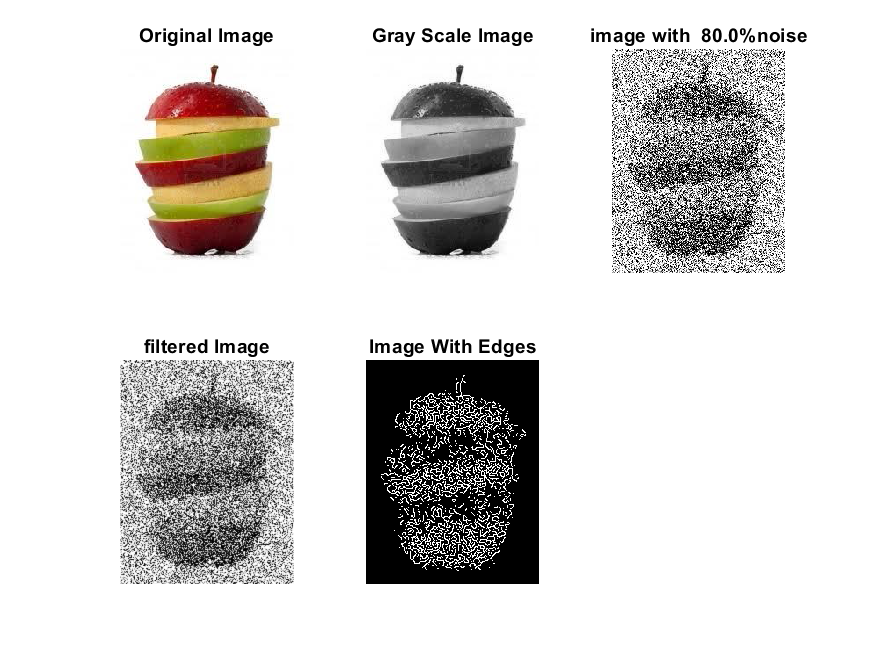 Original Image
Gray Scale Image
image with  80.0%noise
filtered Image
Image With Edges